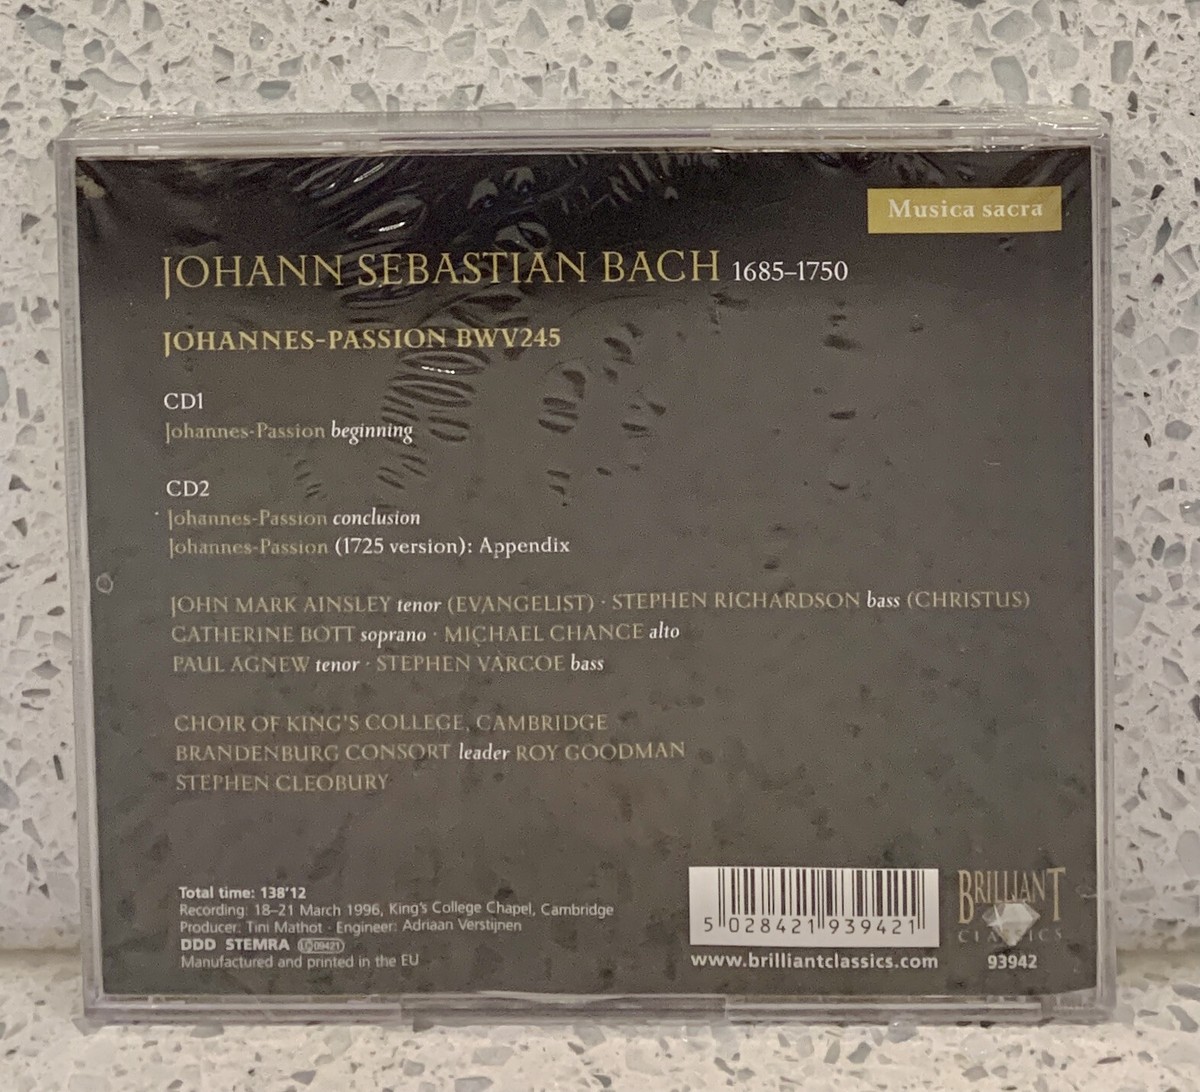 Musica sacra
JOHANN SEBASTIAN BACH 1685–1750
JOHANNES-PASSION BWV245
CD1
Johannes-Passion beginning
CD2
Johannes-Passion conclusion
Johannes-Passion (1725 version): Appendix
JOHN MARK AINSLEY tenor (EVANGELIST) · STEPHEN RICHARDSON bass (CHRISTUS)
CATHERINE BOTT soprano · MICHAEL CHANCE alto
PAUL AGNEW tenor · STEPHEN VARCOE bass
CHOIR OF KING'S COLLEGE, CAMBRIDGE
BRANDENBURG CONSORT leader ROY GOODMAN
STEPHEN CLEOBURY
Total time: 138'12
Recording: 18–21 March 1996, King's College Chapel, Cambridge
Producer: Tini Mathot · Engineer: Adriaan Verstijnen
DDD STEMRA LC 09421
Manufactured and printed in the EU
5 028421 939421
www.brilliantclassics.com
BRILLIANT
CLASSICS
93942